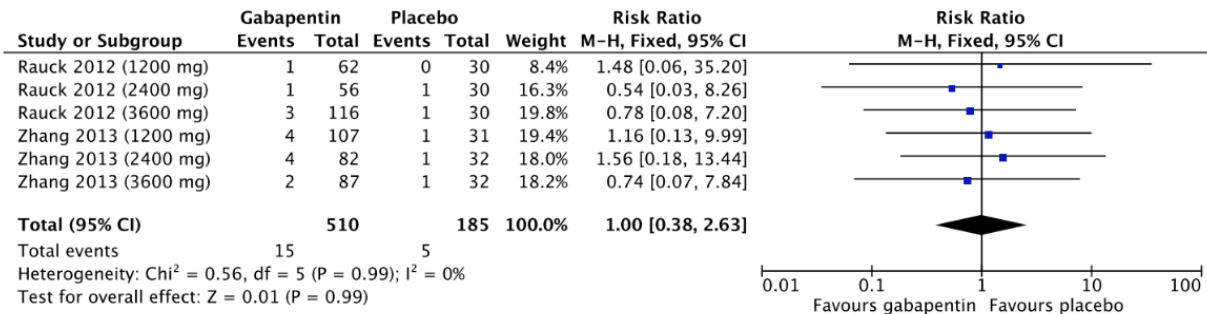 Gabapentin Placebo Risk Ratio Risk Ratio
Study or Subgroup Events Total Events Total Weight M-H, Fixed, 95% CI M-H, Fixed, 95% CI
Rauck 2012 (1200 mg) 1 62 0 30 8.4% 1.48 [0.06, 35.20]
Rauck 2012 (2400 mg) 1 56 1 30 16.3% 0.54 [0.03, 8.26]
Rauck 2012 (3600 mg) 3 116 1 30 19.8% 0.78 [0.08, 7.20]
Zhang 2013 (1200 mg) 4 107 1 31 19.4% 1.16 [0.13, 9.99]
Zhang 2013 (2400 mg) 4 82 1 32 18.0% 1.56 [0.18, 13.44]
Zhang 2013 (3600 mg) 2 87 1 32 18.2% 0.74 [0.07, 7.84]
Total (95% CI) 510 185 100.0% 1.00 [0.38, 2.63]
Total events 15 5
Heterogeneity: Chi² = 0.56, df = 5 (P = 0.99); I² = 0%
Test for overall effect: Z = 0.01 (P = 0.99)
0.01 0.1 1 10 100
Favours gabapentin Favours placebo